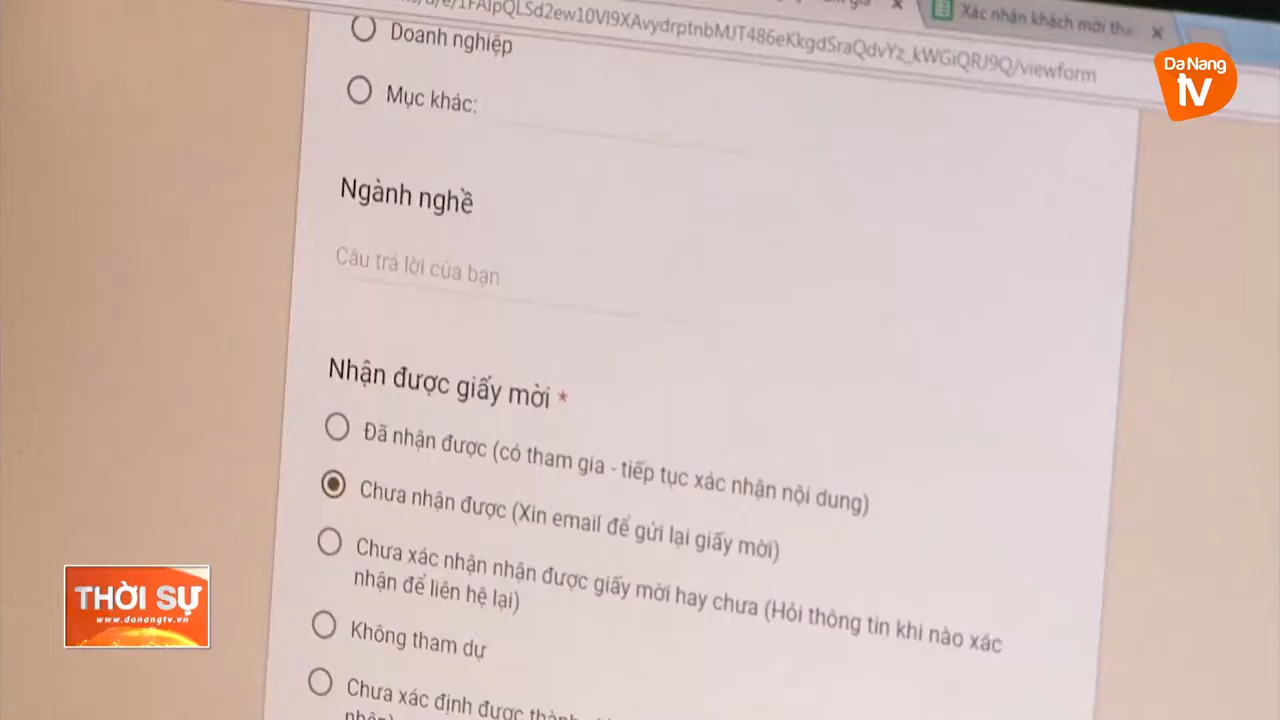 Xác nhận khách mời tha
Da Nang
tv
Doanh nghiệp
Mục khác:
Ngành nghề
Câu trả lời của bạn
Nhận được giấy mời *
Đã nhận được (có tham gia - tiếp tục xác nhận nội dung)
Chưa nhận được (Xin email để gửi lại giấy mời)
Chưa xác nhận nhận được giấy mời hay chưa (Hỏi thông tin khi nào xác
nhận để liên hệ lại)
Không tham dự
Chưa xác định được
THỜI SỰ
www.danangtv.vn